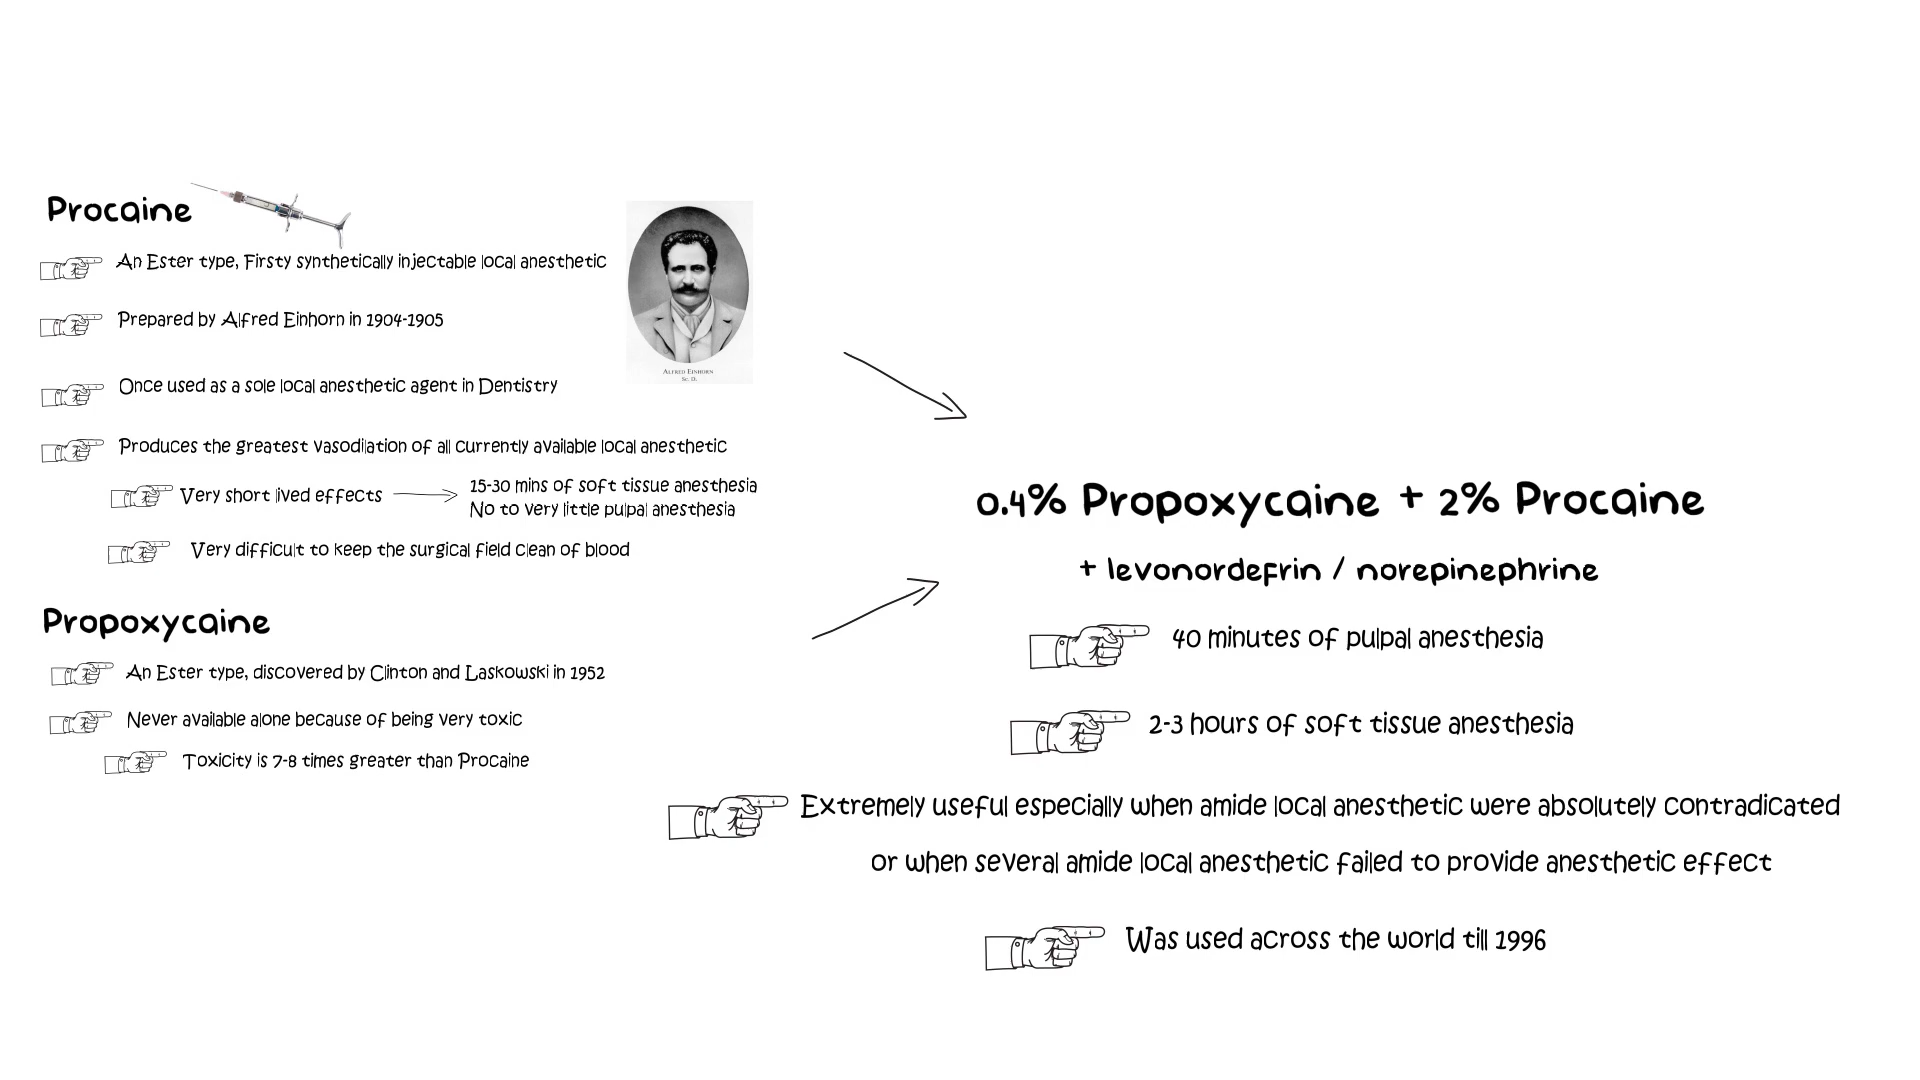 Procaine
An Ester type, Firsty synthetically injectable local anesthetic
Prepared by Alfred Einhorn in 1904-1905
ALFRED EINHORN
SC. D.
Once used as a sole local anesthetic agent in Dentistry
Produces the greatest vasodilation of all currently available local anesthetic
Very short lived effects
15-30 mins of soft tissue anesthesia
No to very little pulpal anesthesia
Very difficult to keep the surgical field clean of blood
Propoxycaine
An Ester type, discovered by Clinton and Laskowski in 1952
Never available alone because of being very toxic
Toxicity is 7-8 times greater than Procaine
0.4% Propoxycaine + 2% Procaine
+ levonordefrin / norepinephrine
40 minutes of pulpal anesthesia
2-3 hours of soft tissue anesthesia
Extremely useful especially when amide local anesthetic were absolutely contradicated
or when several amide local anesthetic failed to provide anesthetic effect
Was used across the world till 1996